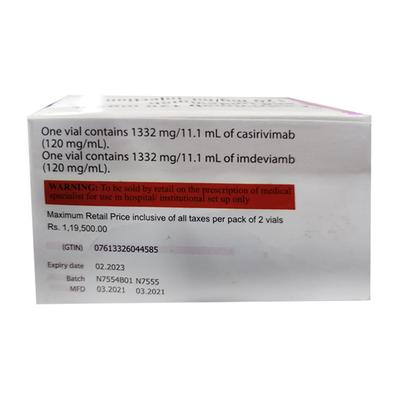 One vial contains 1332 mg/11.1 mL of casirivimab
(120 mg/mL).
One vial contains 1332 mg/11.1 mL of imdeviamb
(120 mg/mL).
WARNING: To be sold by retail on the prescription of medical
specialist for use in hospital/ institutional set up only
Maximum Retail Price inclusive of all taxes per pack of 2 vials
Rs. 1,19,500.00
(GTIN) 07613326044585
Expiry date 02.2023
Batch N7554B01 N7555
MFD 03.2021 03.2021